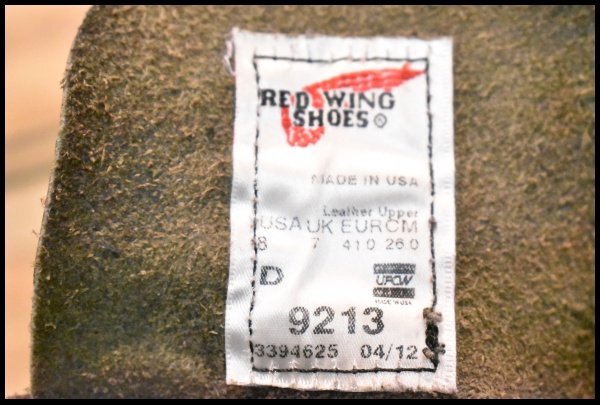 RED WING
SHOES
MADE IN USA
Leather Upper
USA UK EUR CM
8 7 41 0 26 0
D
UFCW
MADE IN USA
9213
3394625 04/12